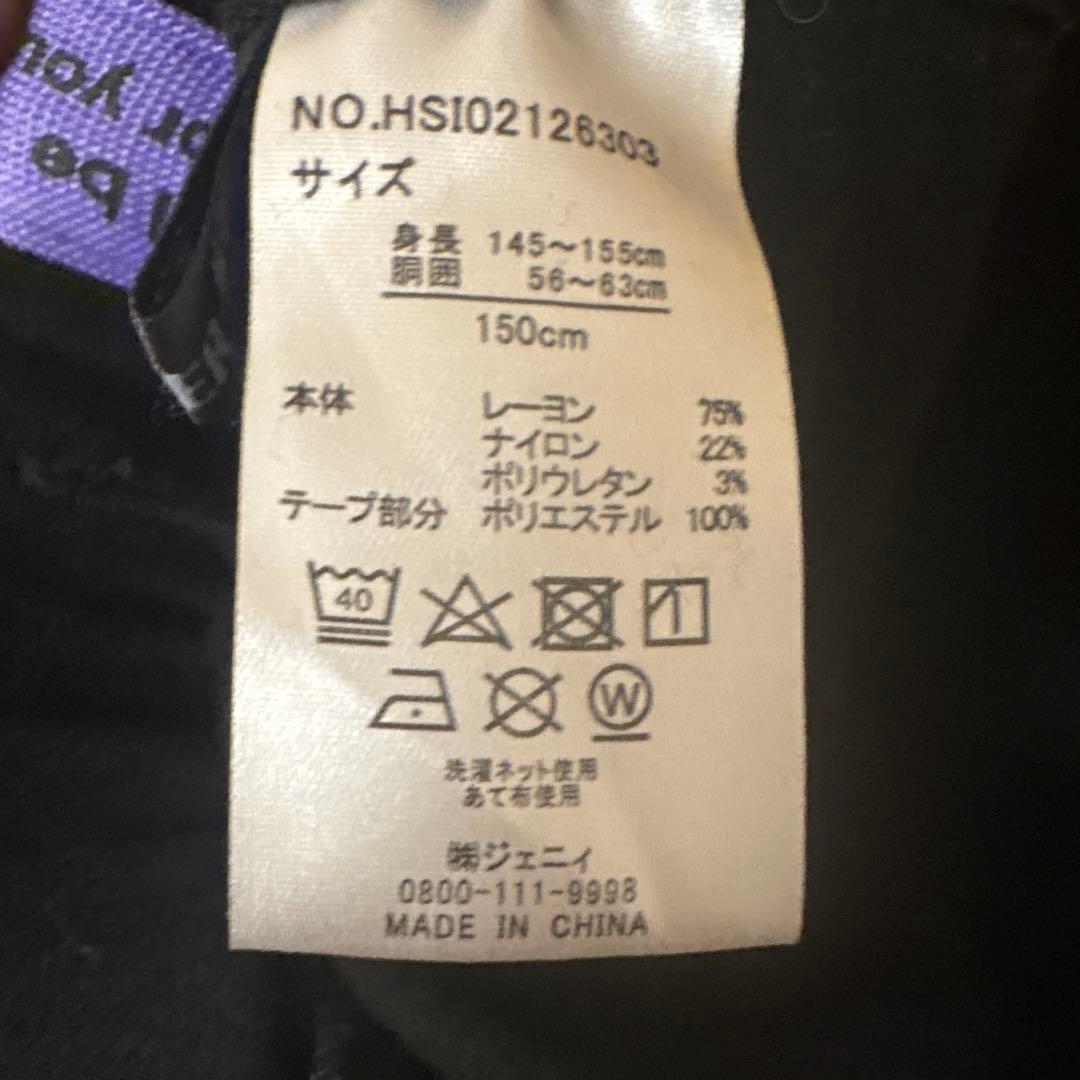 NO.HSI02126303
サイズ
身長 145～155cm
胴囲 56～63cm
150cm
本体 レーヨン 75%
ナイロン 22%
ポリウレタン 3%
テープ部分 ポリエステル 100%
40
W
洗濯ネット使用
あて布使用
㈱ジェニィ
0800-111-9998
MADE IN CHINA
or you
be